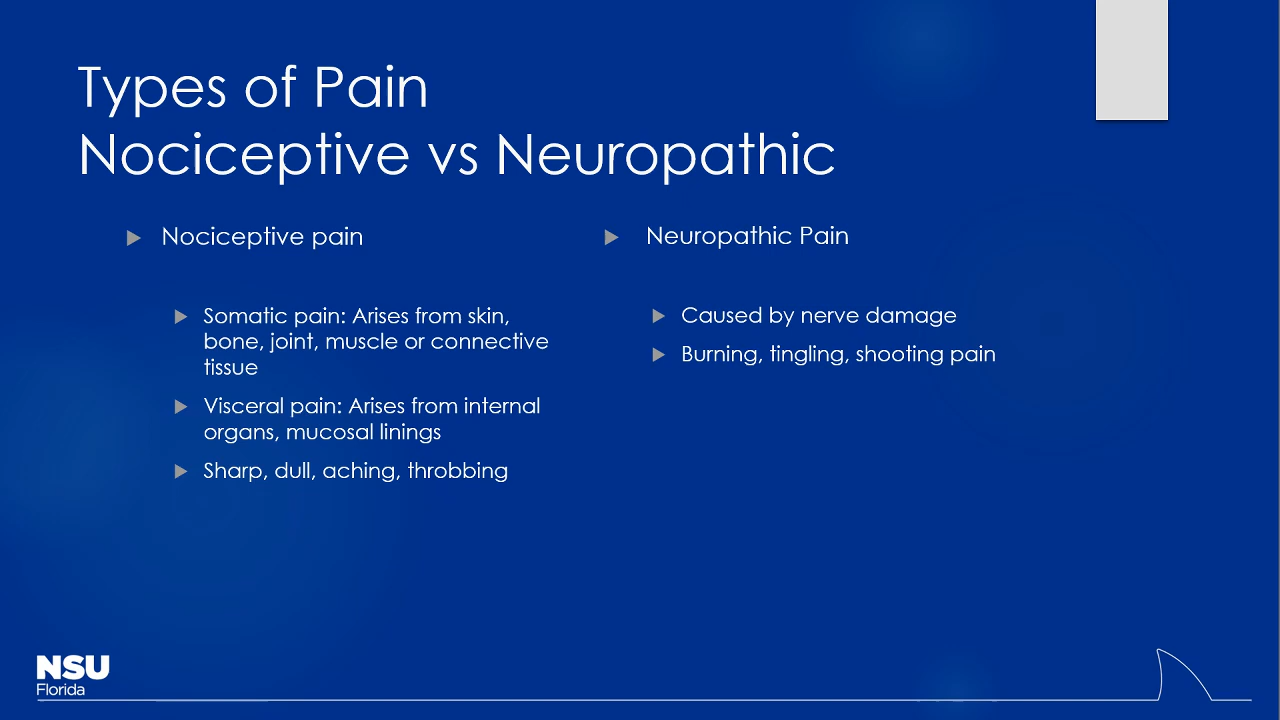 Types of Pain
Nociceptive vs Neuropathic
Nociceptive pain
Somatic pain: Arises from skin,
bone, joint, muscle or connective
tissue
Visceral pain: Arises from internal
organs, mucosal linings
Sharp, dull, aching, throbbing
Neuropathic Pain
Caused by nerve damage
Burning, tingling, shooting pain
NSU
Florida